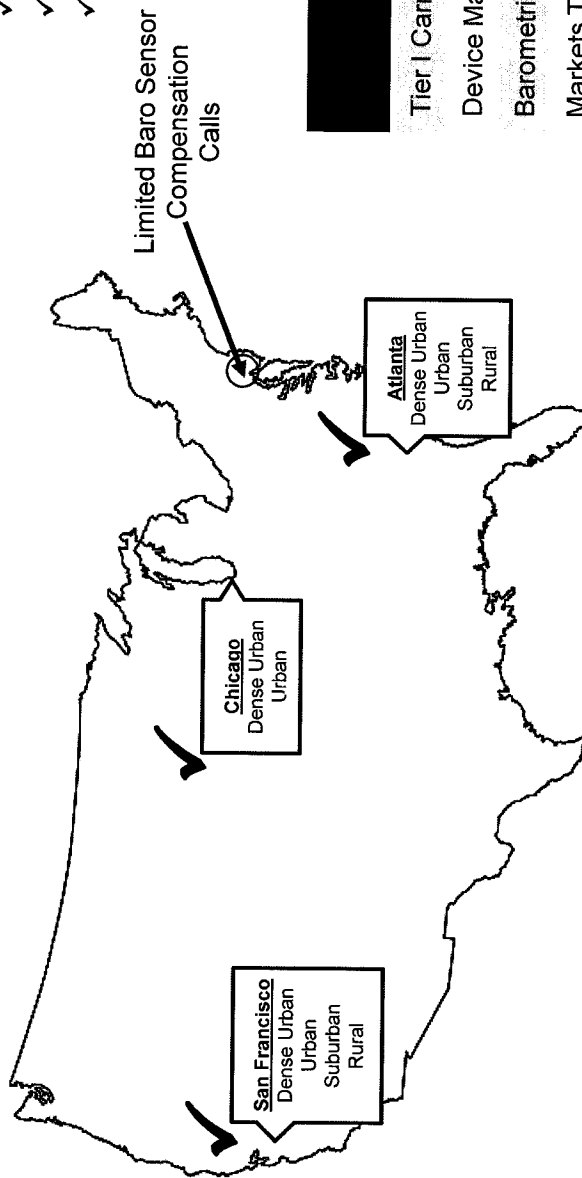 Limited Baro Sensor
Compensation
Calls
San Francisco
Dense Urban
Urban
Suburban
Rural
Chicago
Dense Urban
Urban
Atlanta
Dense Urban
Urban
Suburban
Rural
Tier I Carr
Device Ma
Barometri
Markets T